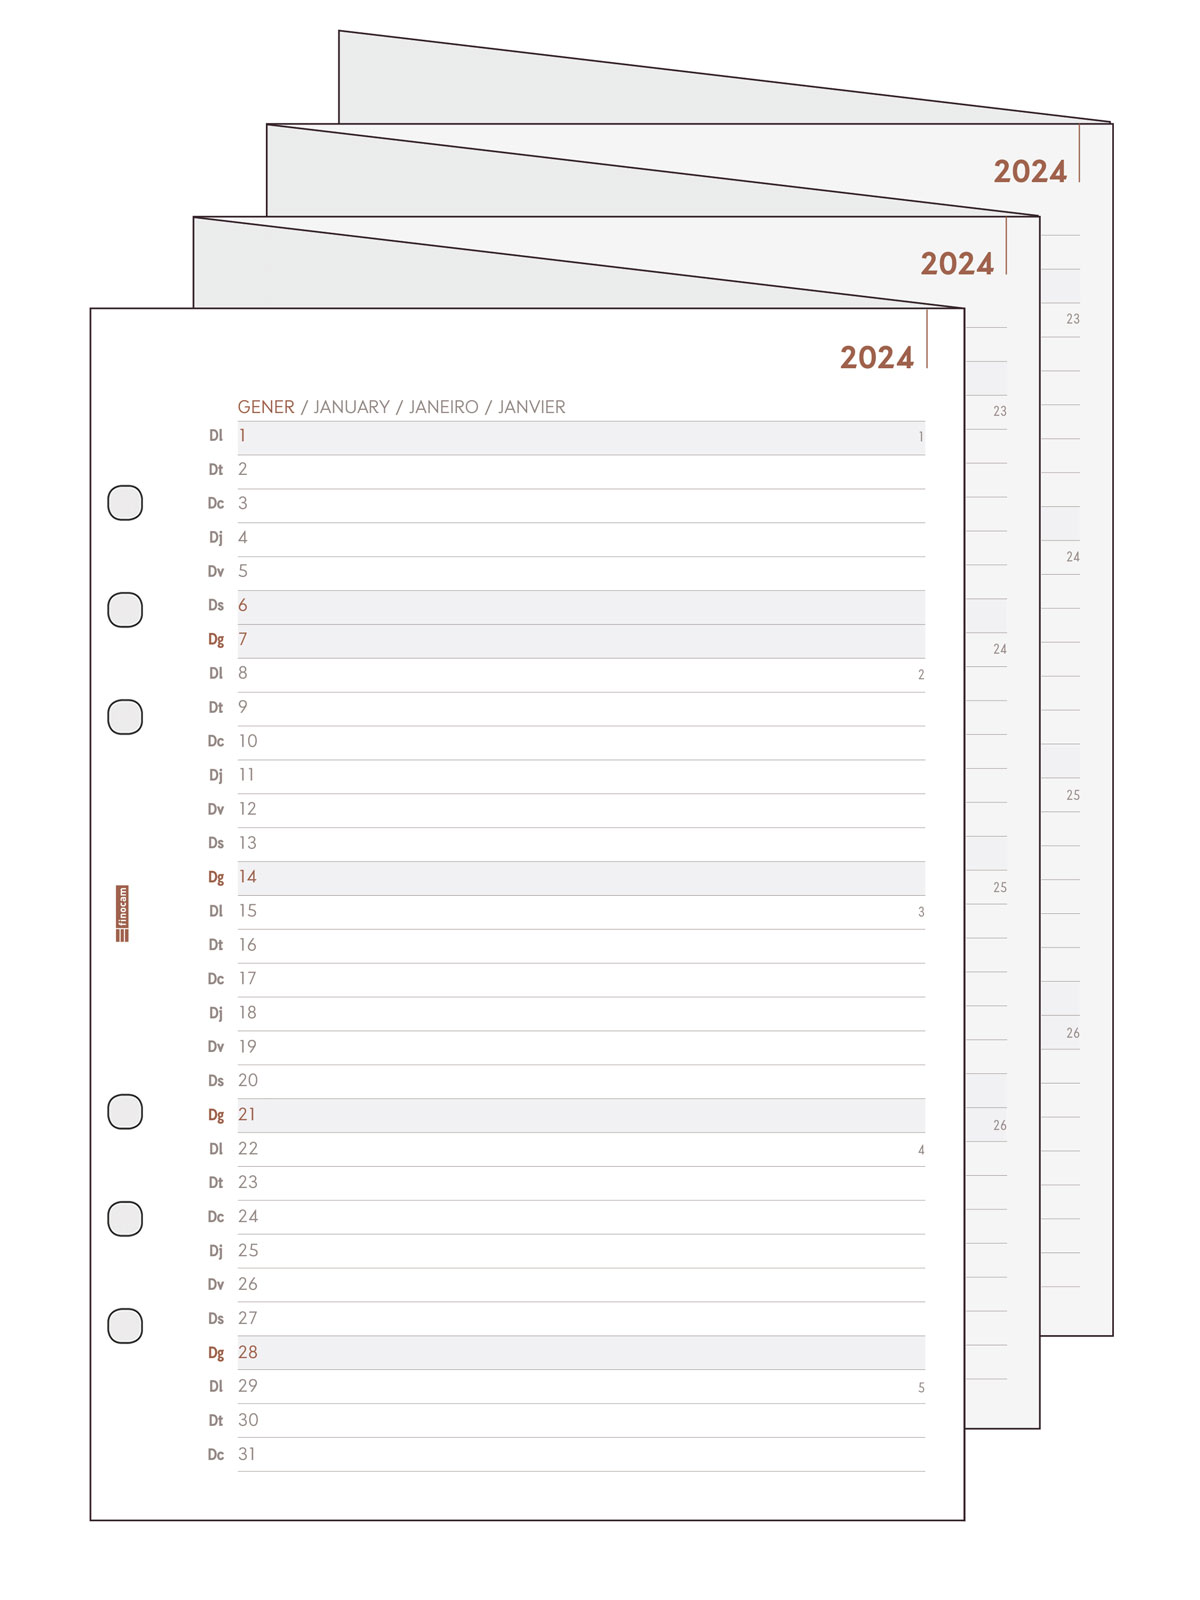 2024
2024
2024
GENER / JANUARY / JANEIRO / JANVIER
Dl 1 1
Dt 2
Dc 3
Dj 4
Dv 5
Ds 6
Dg 7
Dl 8 2
Dt 9
Dc 10
Dj 11
Dv 12
Ds 13
Dg 14
Dl 15 3
Dt 16
Dc 17
Dj 18
Dv 19
Ds 20
Dg 21
Dl 22 4
Dt 23
Dc 24
Dj 25
Dv 26
Ds 27
Dg 28
Dl 29 5
Dt 30
Dc 31
finocam
23
24
25
26
23
24
25
26